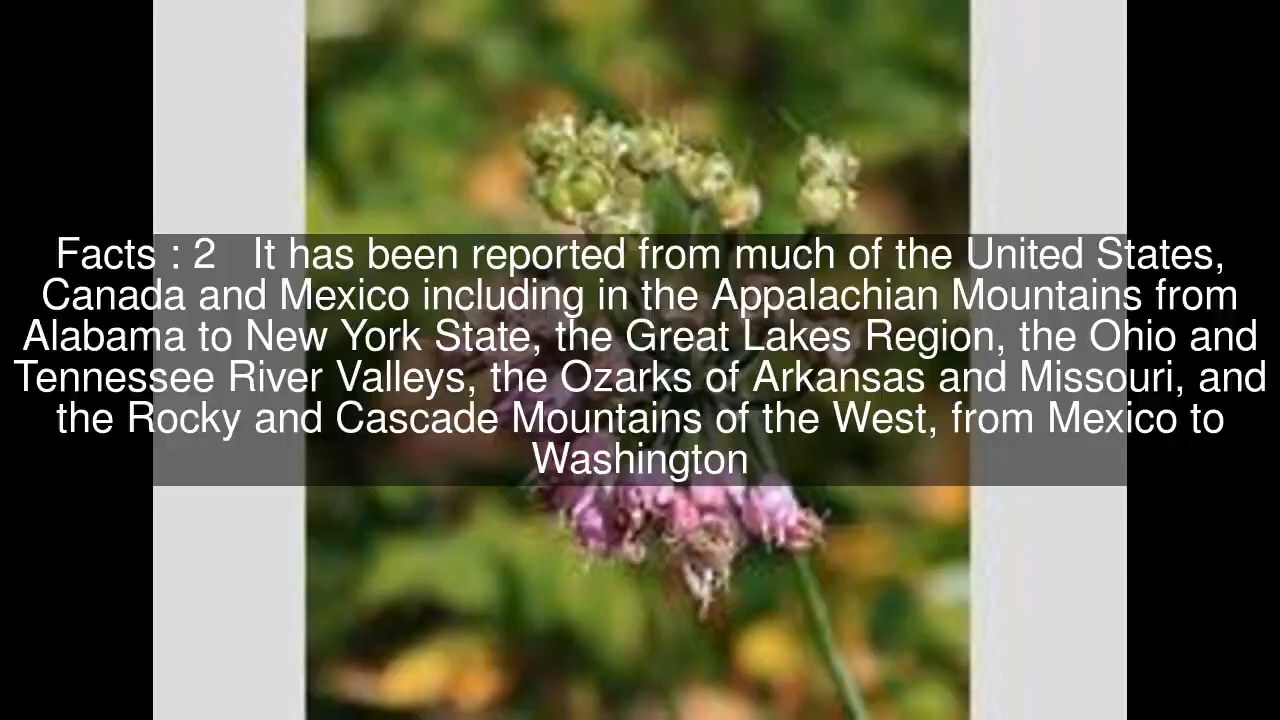 Facts : 2   It has been reported from much of the United States,
Canada and Mexico including in the Appalachian Mountains from
Alabama to New York State, the Great Lakes Region, the Ohio and
Tennessee River Valleys, the Ozarks of Arkansas and Missouri, and
the Rocky and Cascade Mountains of the West, from Mexico to
Washington